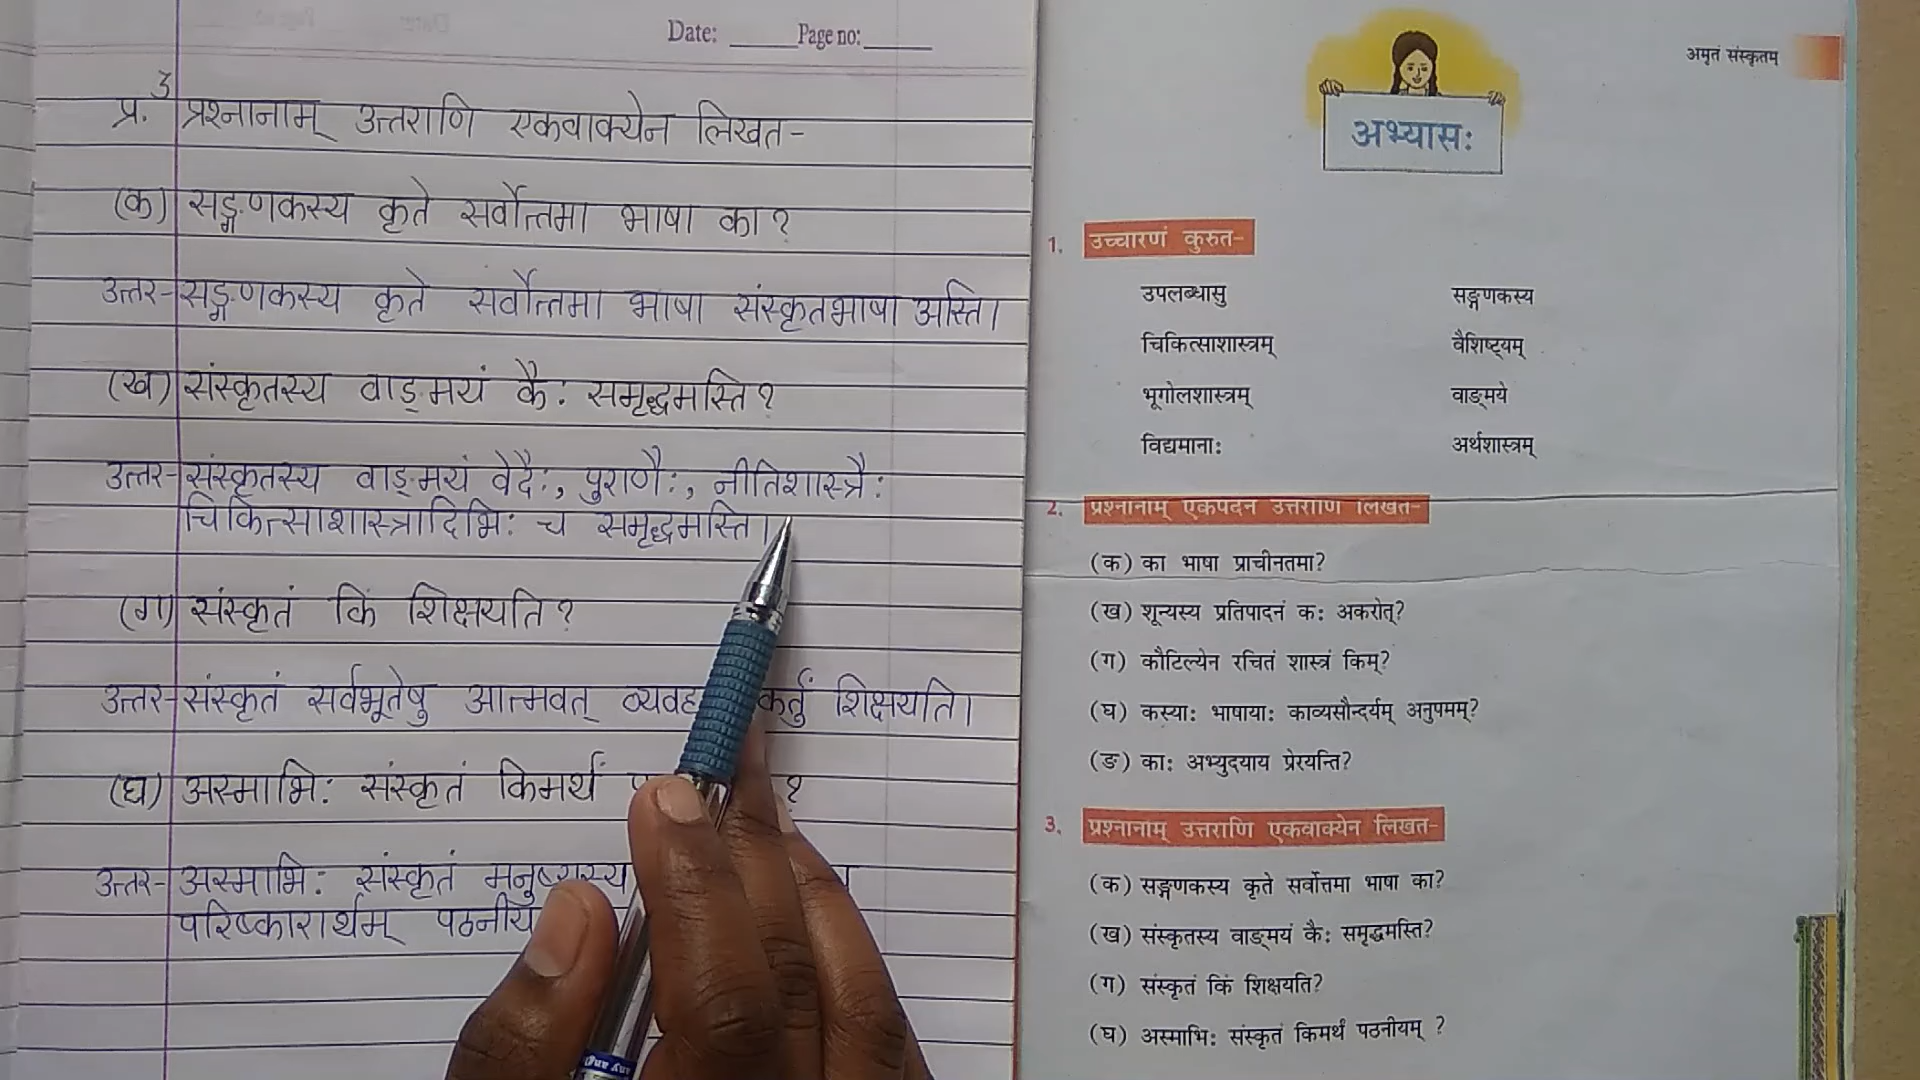 Date: Page no:
प्र. 3 प्रश्नानाम् उत्तराणि एकवाक्येन लिखत-
(क) सङ्गणकस्य कृते सर्वोत्तमा भाषा का?
उत्तर- सङ्गणकस्य कृते सर्वोत्तमा भाषा संस्कृतभाषा अस्ति।
(ख) संस्कृतस्य वाङ्मयं कैः समृद्धमस्ति?
उत्तर- संस्कृतस्य वाङ्मयं वेदैः, पुराणैः, नीतिशास्त्रैः
चिकित्साशास्त्रादिभिः च समृद्धमस्ति।
(ग) संस्कृतं किं शिक्षयति?
उत्तर- संस्कृतं सर्वभूतेषु आत्मवत् कर्तुं शिक्षयति।
(घ) अस्माभिः संस्कृतं किमर्थं ?
उत्तर- अस्माभिः संस्कृतं मनुष्यस्य
परिष्कारार्थम्
अमृतं संस्कृतम्
अभ्यासः
1. उच्चारणं कुरुत-
उपलब्धासु सङ्गणकस्य
चिकित्साशास्त्रम् वैशिष्ट्यम्
भूगोलशास्त्रम् वाङ्मये
विद्यमानाः अर्थशास्त्रम्
2. प्रश्नानाम् एकपदेन उत्तराणि लिखत-
(क) का भाषा प्राचीनतमा?
(ख) शून्यस्य प्रतिपादनं कः अकरोत्?
(ग) कौटिल्येन रचितं शास्त्रं किम्?
(घ) कस्याः भाषायाः काव्यसौन्दर्यम् अनुपमम्?
(ङ) काः अभ्युदयाय प्रेरयन्ति?
3. प्रश्नानाम् उत्तराणि एकवाक्येन लिखत-
(क) सङ्गणकस्य कृते सर्वोत्तमा भाषा का?
(ख) संस्कृतस्य वाङ्मयं कैः समृद्धमस्ति?
(ग) संस्कृतं किं शिक्षयति?
(घ) अस्माभिः संस्कृतं किमर्थं पठनीयम् ?